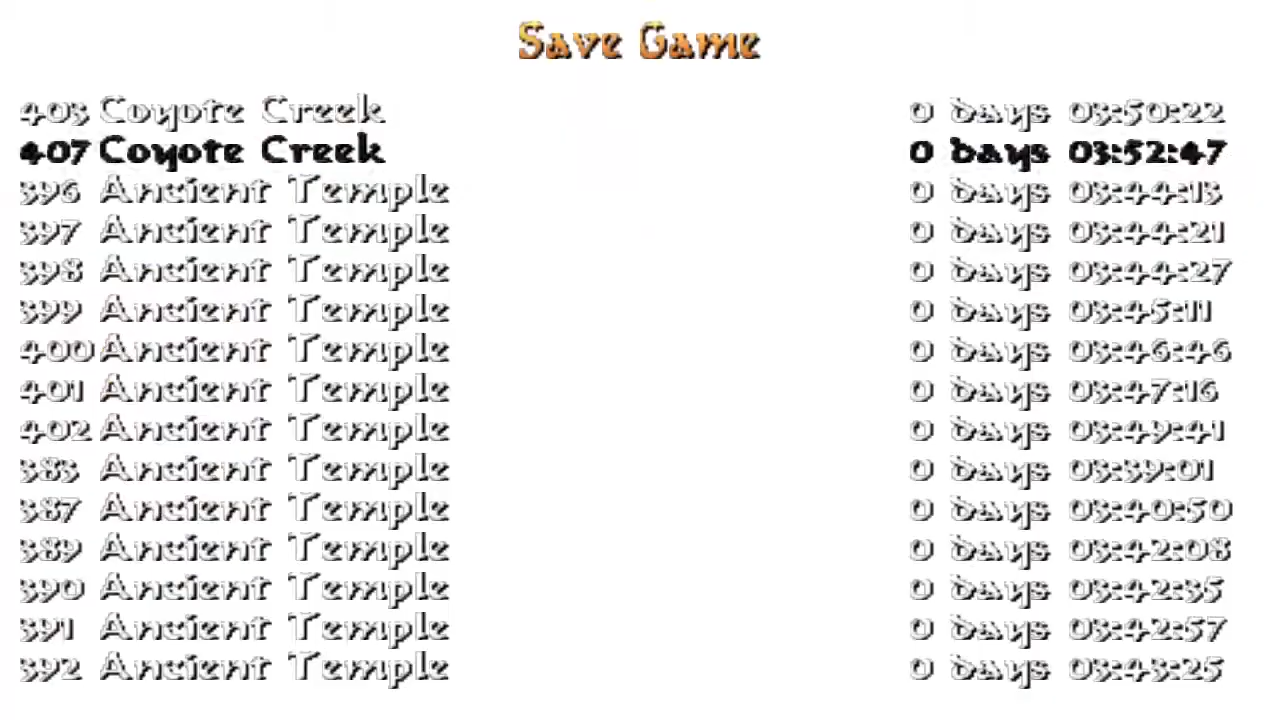 Save Game
403 Coyote Creek 0 days 03:50:22
407 Coyote Creek 0 days 03:52:47
396 Ancient Temple 0 days 03:44:13
397 Ancient Temple 0 days 03:44:21
398 Ancient Temple 0 days 03:44:27
399 Ancient Temple 0 days 03:45:11
400 Ancient Temple 0 days 03:46:46
401 Ancient Temple 0 days 03:47:16
402 Ancient Temple 0 days 03:49:41
383 Ancient Temple 0 days 03:39:01
387 Ancient Temple 0 days 03:40:50
389 Ancient Temple 0 days 03:42:08
390 Ancient Temple 0 days 03:42:35
391 Ancient Temple 0 days 03:42:57
392 Ancient Temple 0 days 03:43:25